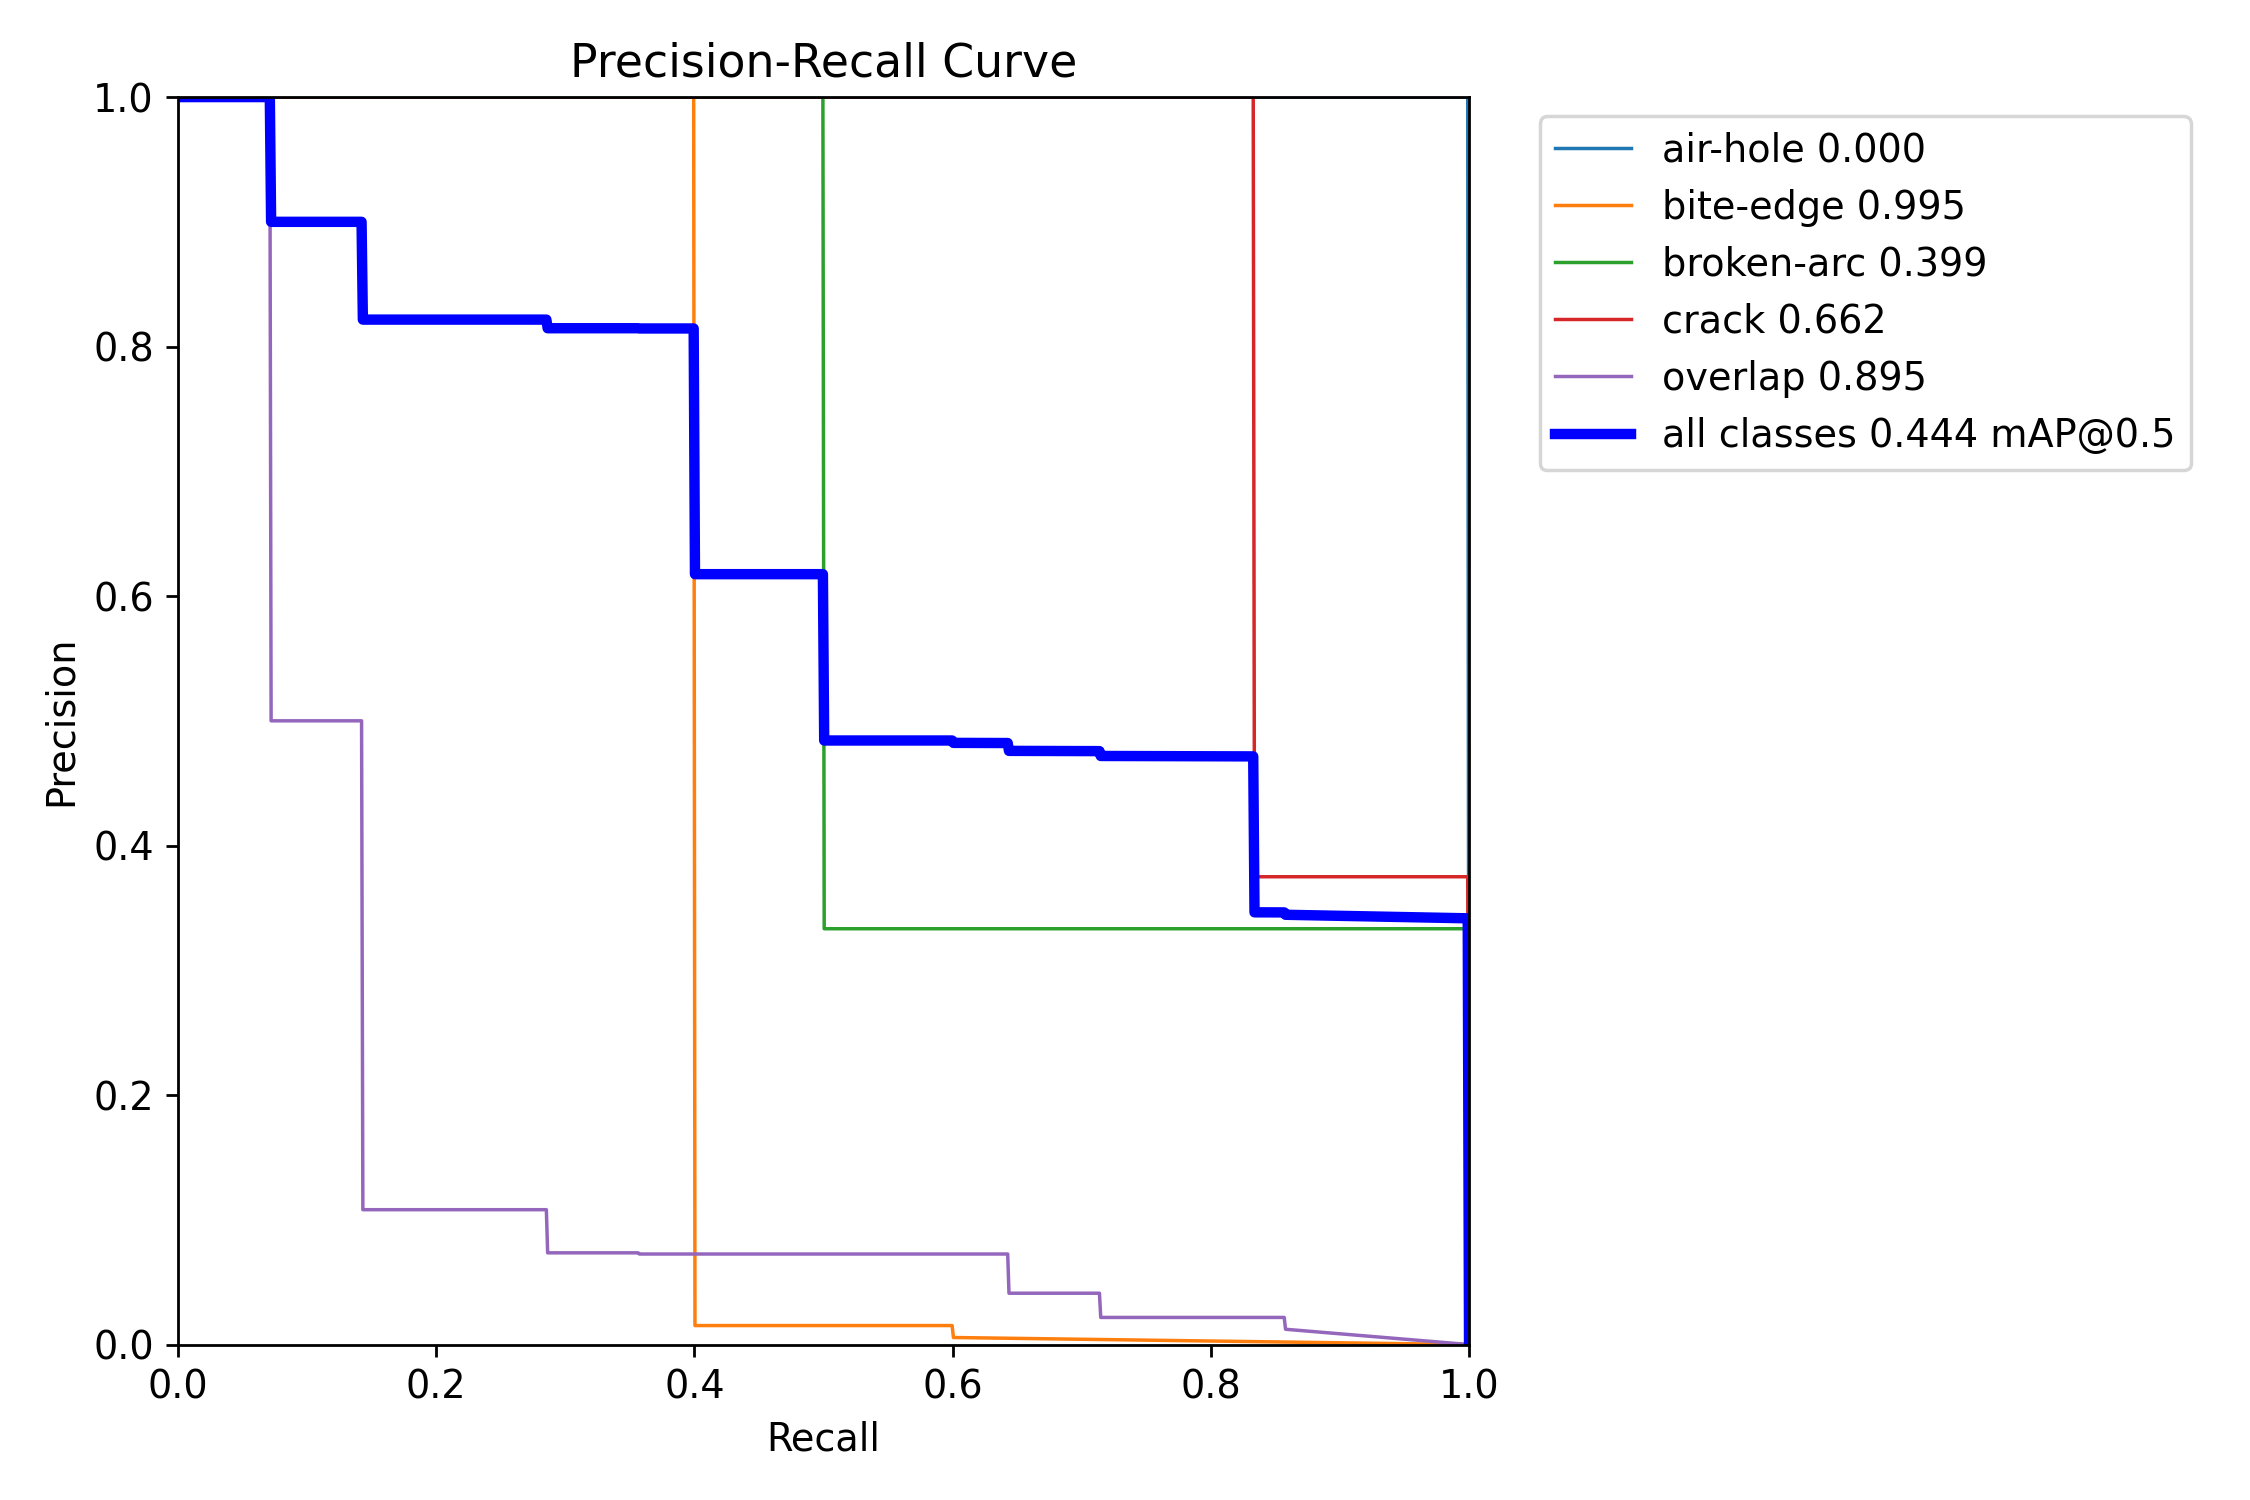 Precision-Recall Curve
1.0
0.8
0.6
0.4
0.2
0.0
Precision
0.0 0.2 0.4 0.6 0.8 1.0
Recall
air-hole 0.000
bite-edge 0.995
broken-arc 0.399
crack 0.662
overlap 0.895
all classes 0.444 mAP@0.5